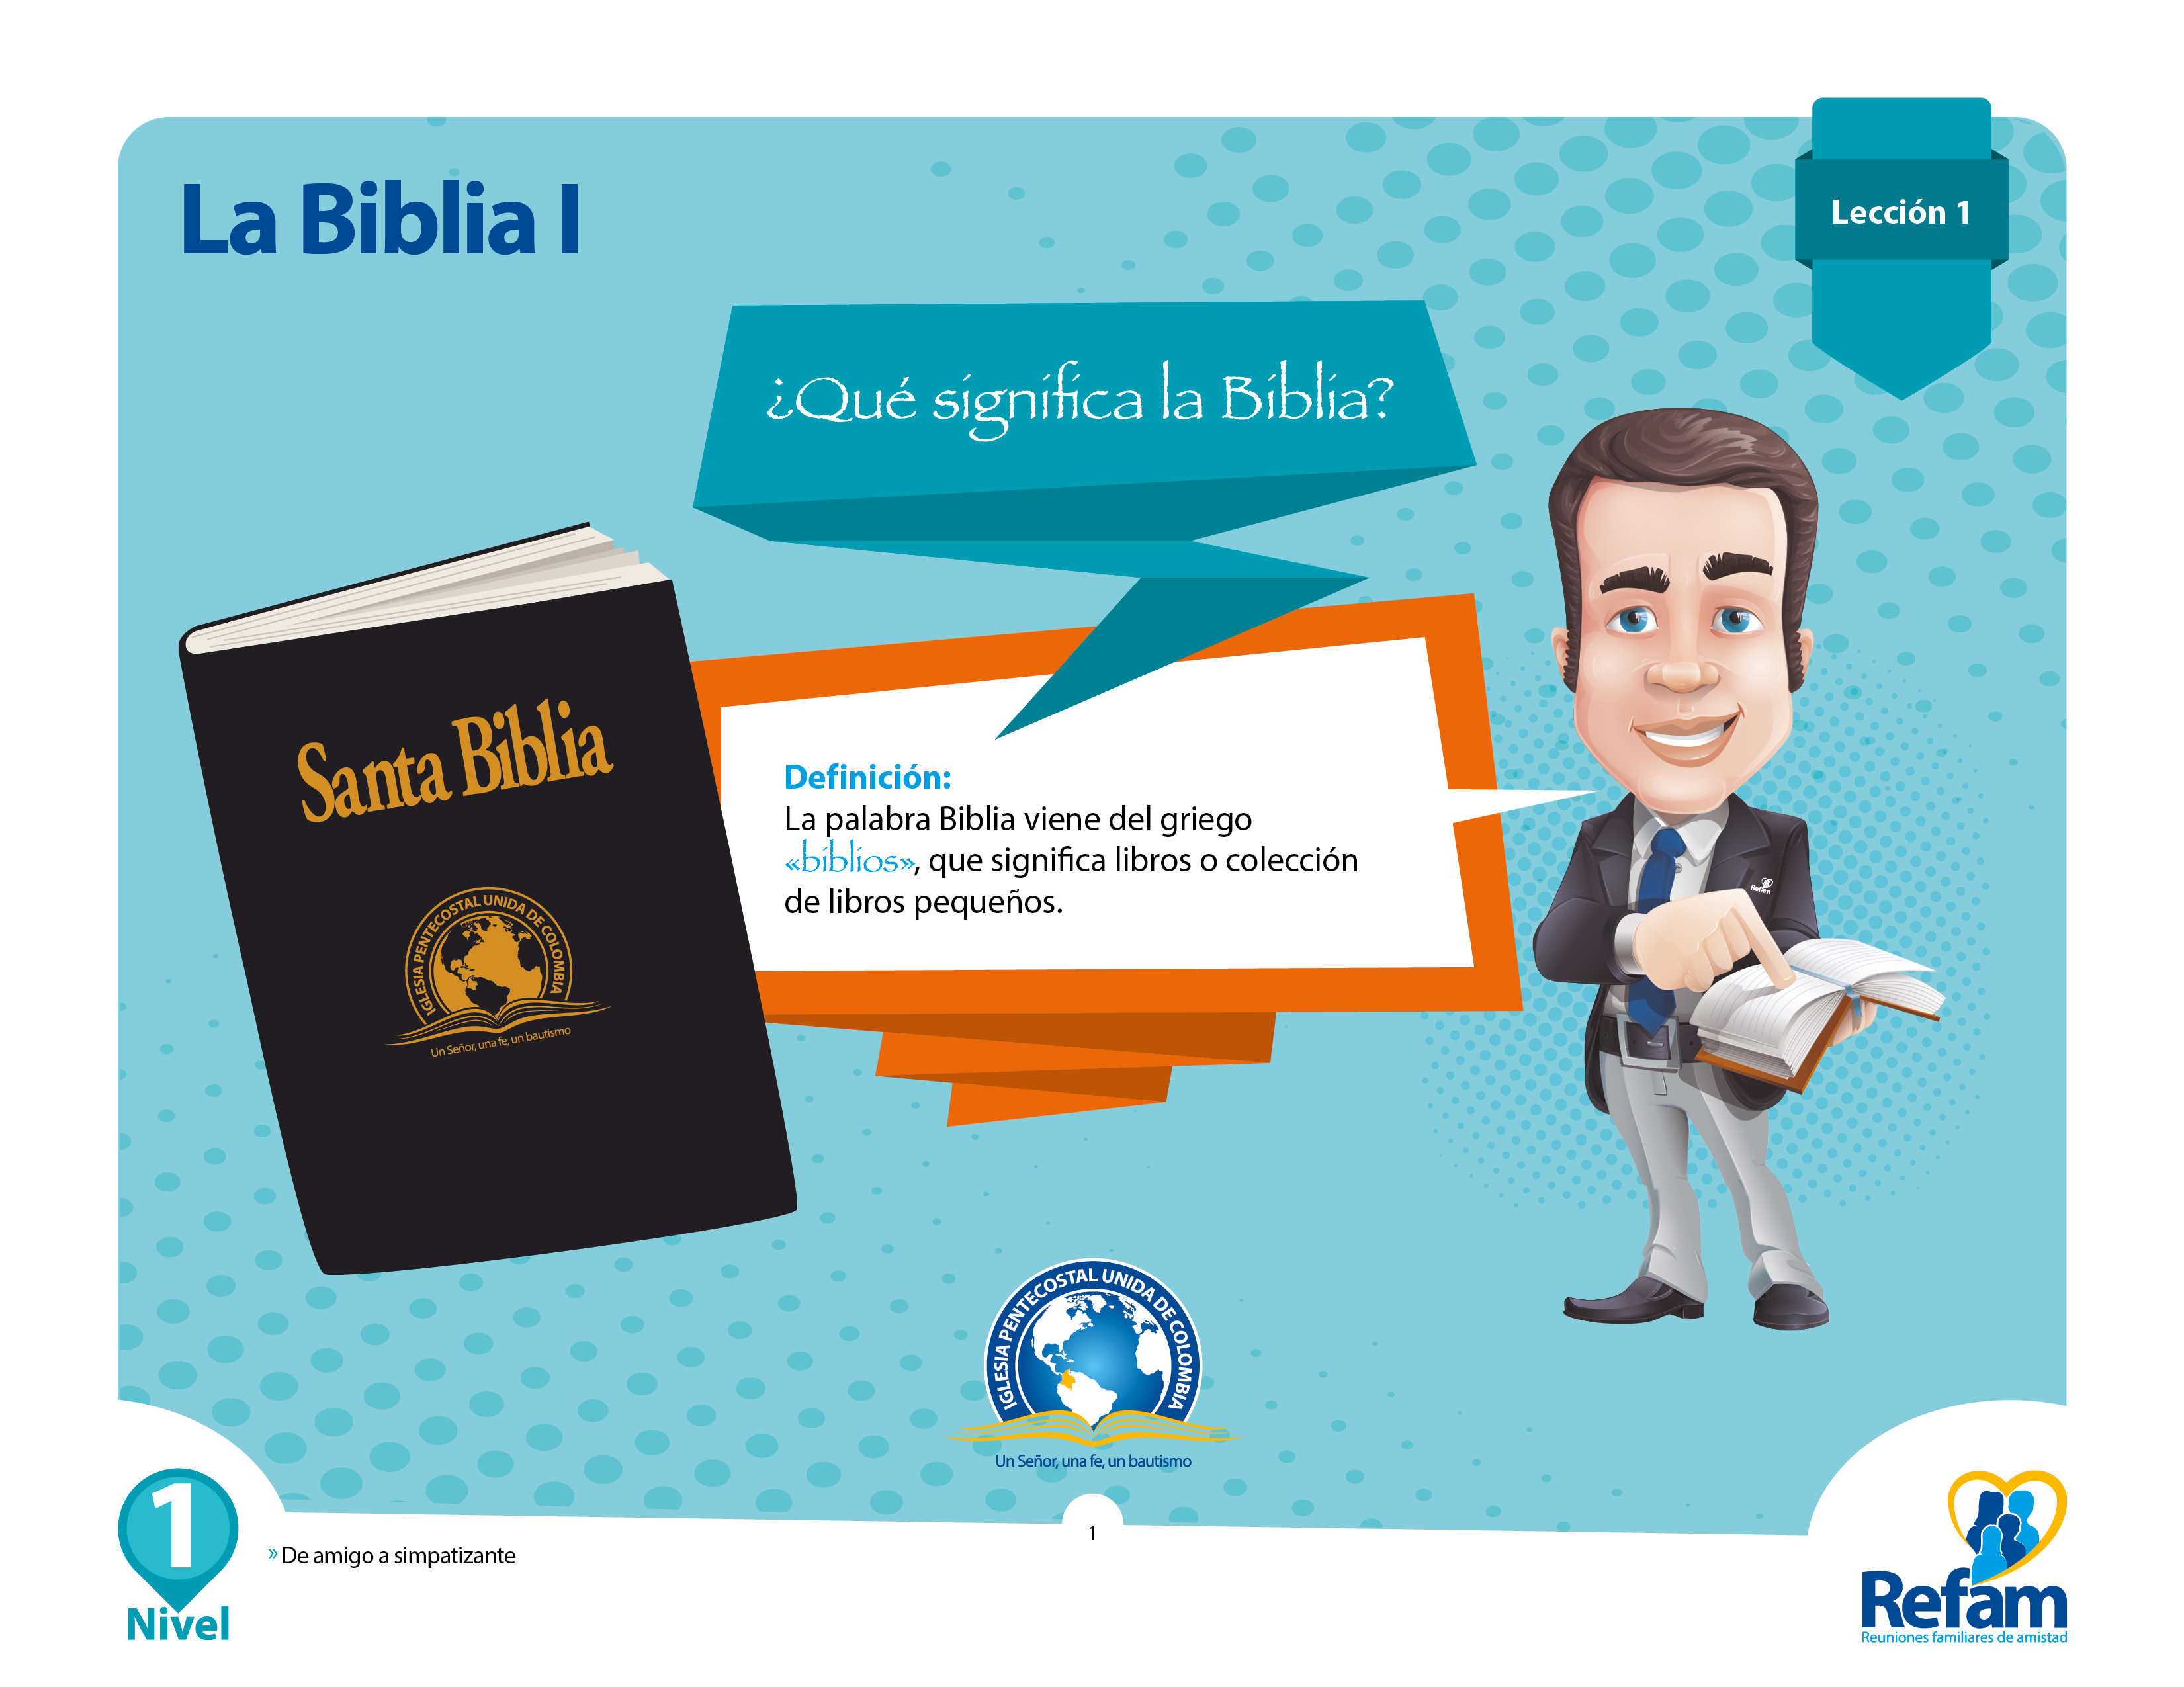 La Biblia I
Lección 1
¿Qué significa la Biblia?
Santa Biblia
IGLESIA PENTECOSTAL UNIDA DE COLOMBIA
Un Señor, una fe, un bautismo
Definición:
La palabra Biblia viene del griego
«biblios», que significa libros o colección
de libros pequeños.
Refam
IGLESIA PENTECOSTAL UNIDA DE COLOMBIA
Un Señor, una fe, un bautismo
1
Nivel
» De amigo a simpatizante
1
Refam
Reuniones familiares de amistad